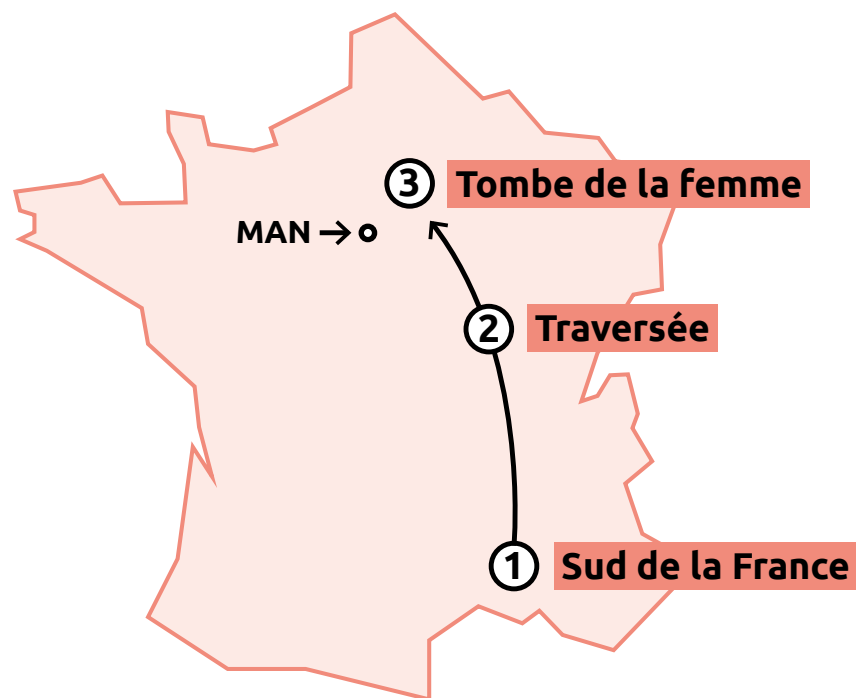 3 Tombe de la femme
MAN →
2 Traversée
1 Sud de la France